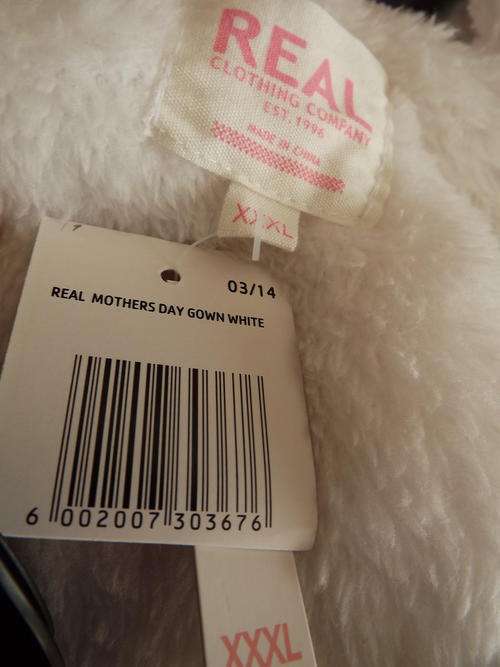 REAL
CLOTHING COMPANY
EST. 1996
MADE IN CHINA
XXXL
03/14
REAL MOTHERS DAY GOWN WHITE
6 002007 303676
XXXL